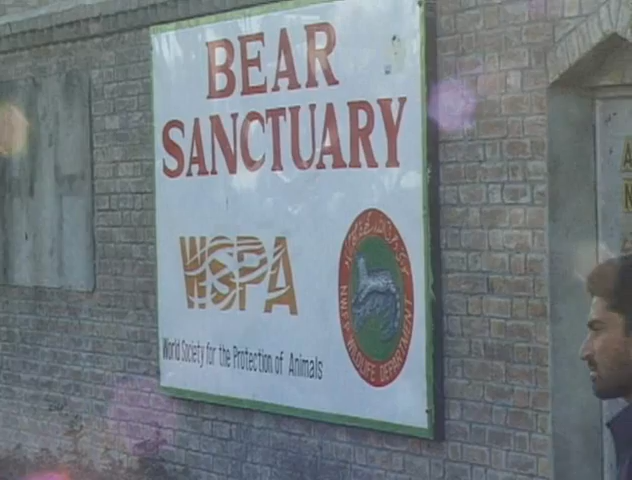 BEAR
SANCTUARY
WSPA
World Society for the Protection of Animals
WILDLIFE DEPARTMENT